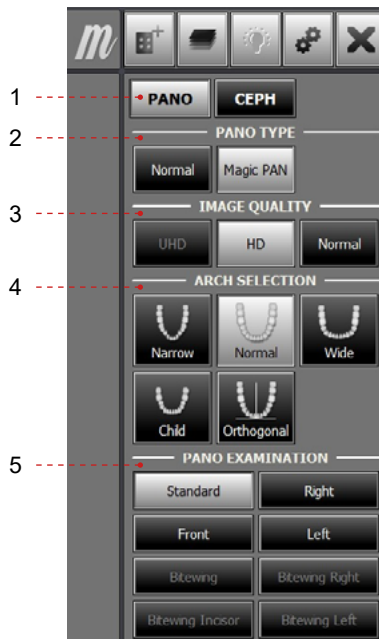 m
1 PANO CEPH
2 PANO TYPE
Normal Magic PAN
3 IMAGE QUALITY
UHD HD Normal
4 ARCH SELECTION
Narrow Normal Wide
Child Orthogonal
5 PANO EXAMINATION
Standard Right
Front Left
Bitewing Bitewing Right
Bitewing Incisor Bitewing Left